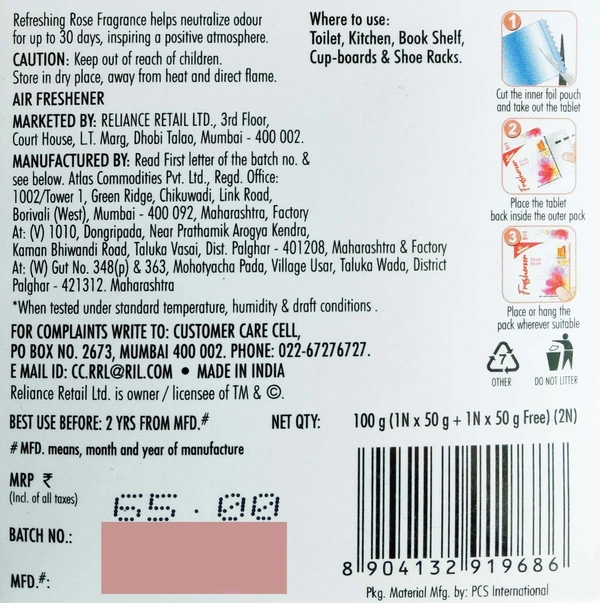 Refreshing Rose Fragrance helps neutralize odour
for up to 30 days, inspiring a positive atmosphere.
CAUTION: Keep out of reach of children.
Store in dry place, away from heat and direct flame.
AIR FRESHENER
MARKETED BY: RELIANCE RETAIL LTD., 3rd Floor,
Court House, L.T. Marg, Dhobi Talao, Mumbai - 400 002.
MANUFACTURED BY: Read First letter of the batch no. &
see below. Atlas Commodities Pvt. Ltd., Regd. Office:
1002/Tower 1, Green Ridge, Chikuwadi, Link Road,
Borivali (West), Mumbai - 400 092, Maharashtra, Factory
At: (V) 1010, Dongripada, Near Prathamik Arogya Kendra,
Kaman Bhiwandi Road, Taluka Vasai, Dist. Palghar - 401208, Maharashtra & Factory
At: (W) Gut No. 348(p) & 363, Mohotyacha Pada, Village Usar, Taluka Wada, District
Palghar - 421312. Maharashtra
*When tested under standard temperature, humidity & draft conditions .
FOR COMPLAINTS WRITE TO: CUSTOMER CARE CELL,
PO BOX NO. 2673, MUMBAI 400 002. PHONE: 022-67276727.
E MAIL ID: CC.RRL@RIL.COM • MADE IN INDIA
Reliance Retail Ltd. is owner / licensee of TM & ©.
Where to use:
Toilet, Kitchen, Book Shelf,
Cup-boards & Shoe Racks.
1
Cut the inner foil pouch
and take out the tablet
2
Freshener
Place the tablet
back inside the outer pack
3
Freshener
Place or hang the
pack wherever suitable
7
OTHER
DO NOT LITTER
BEST USE BEFORE: 2 YRS FROM MFD.#
NET QTY: 100 g (1N x 50 g + 1N x 50 g Free) (2N)
# MFD. means, month and year of manufacture
MRP ₹ 65.00
(Incl. of all taxes)
BATCH NO.:
MFD.#:
8 904132 919686
Pkg. Material Mfg. by: PCS International